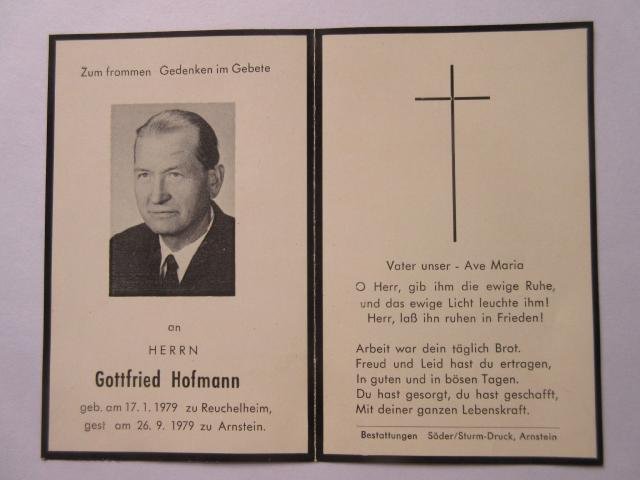 Zum frommen Gedenken im Gebete
an
HERRN
Gottfried Hofmann
geb. am 17. 1. 1979 zu Reuchelheim,
gest am 26. 9. 1979 zu Arnstein.
Vater unser - Ave Maria
O Herr, gib ihm die ewige Ruhe,
und das ewige Licht leuchte ihm!
Herr, laß ihn ruhen in Frieden!
Arbeit war dein täglich Brot.
Freud und Leid hast du ertragen,
In guten und in bösen Tagen.
Du hast gesorgt, du hast geschafft,
Mit deiner ganzen Lebenskraft.
Bestattungen Söder/Sturm-Druck, Arnstein